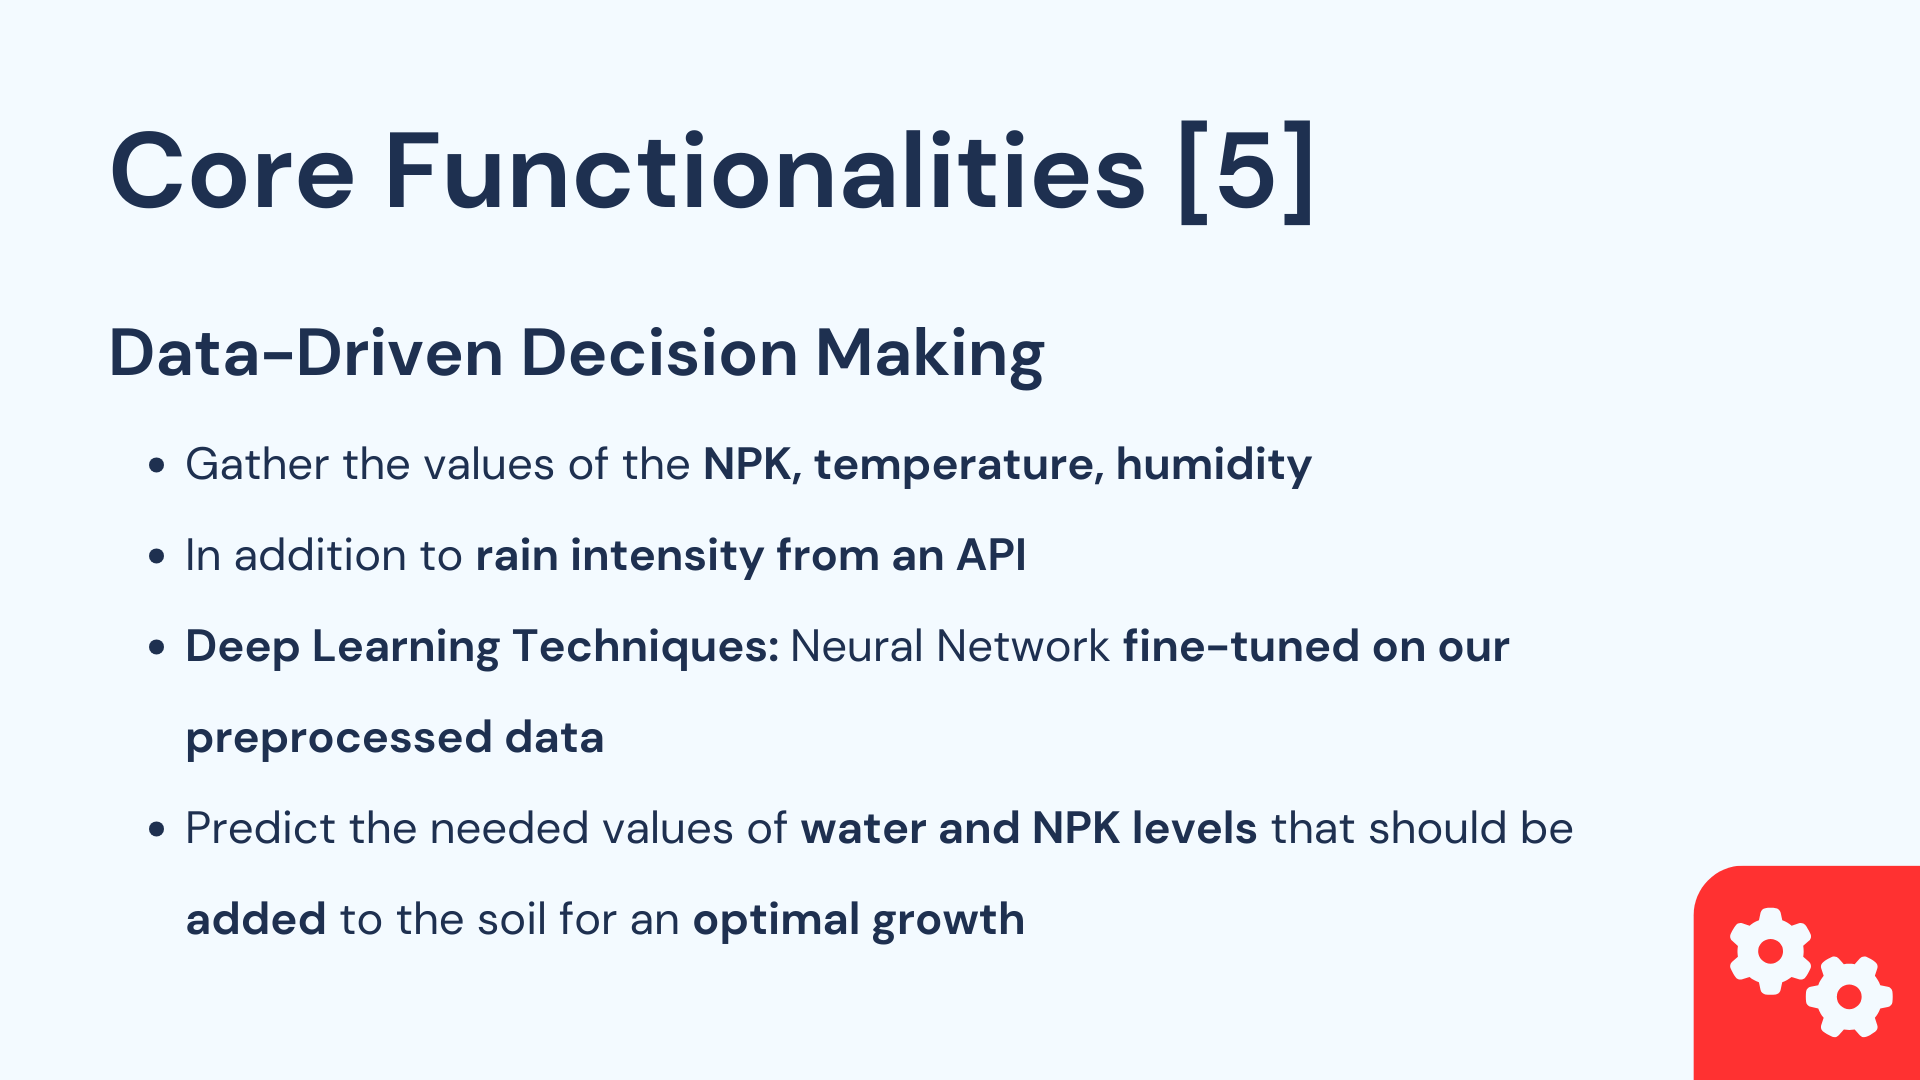 Core Functionalities [5]
Data-Driven Decision Making
• Gather the values of the NPK, temperature, humidity
• In addition to rain intensity from an API
• Deep Learning Techniques: Neural Network fine-tuned on our
preprocessed data
• Predict the needed values of water and NPK levels that should be
added to the soil for an optimal growth